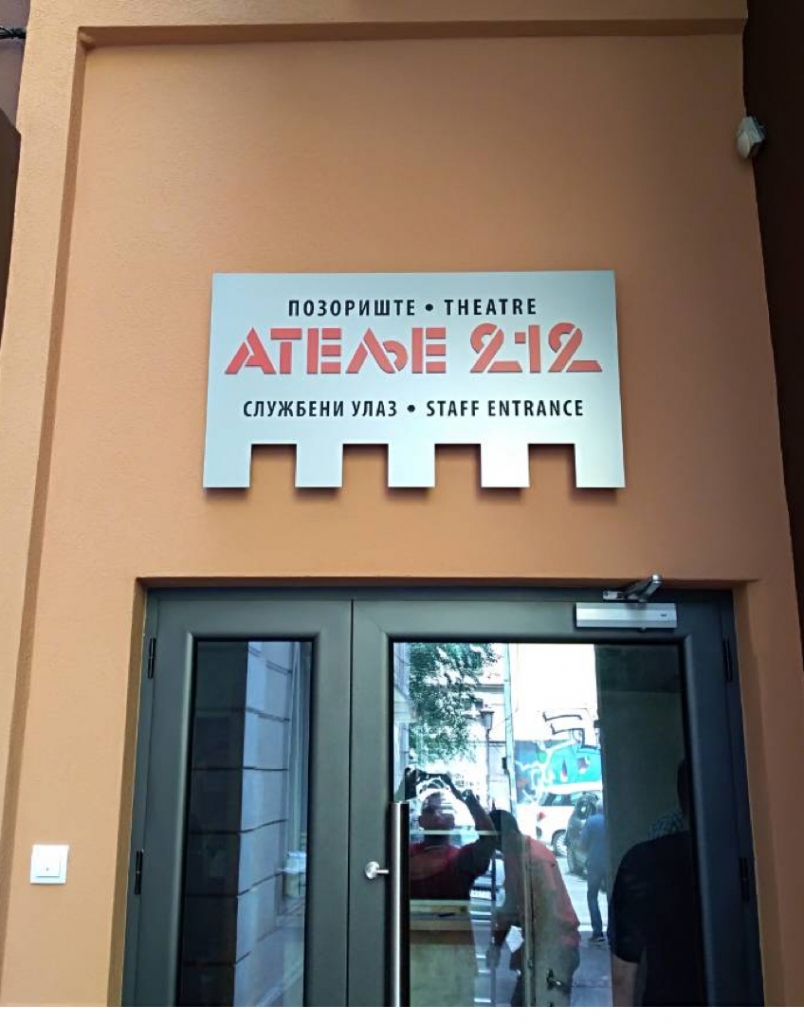 ПОЗОРИШТЕ • THEATRE
АТЕЉЕ 212
СЛУЖБЕНИ УЛАЗ • STAFF ENTRANCE